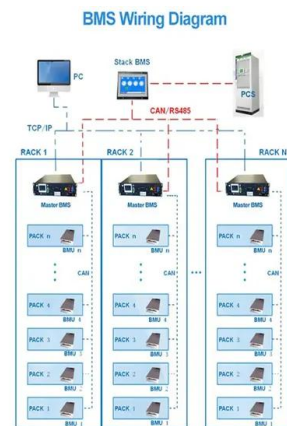 BMS Wiring Diagram
Stack BMS
PC
PCS
CAN/RS485
TCP/IP
RACK 1
RACK 2
RACK N
Master BMS
Master BMS
Master BMS
PACK n
PACK n
PACK n
BMU n
BMU n
BMU n
CAN
CAN
CAN
PACK 4
PACK 4
PACK 4
BMU 4
BMU 4
BMU 4
PACK 3
PACK 3
PACK 3
BMU 3
BMU 3
BMU 3
PACK 2
PACK 2
PACK 2
BMU 2
BMU 2
BMU 2
PACK 1
PACK 1
PACK 1
BMU 1
BMU 1
BMU 1